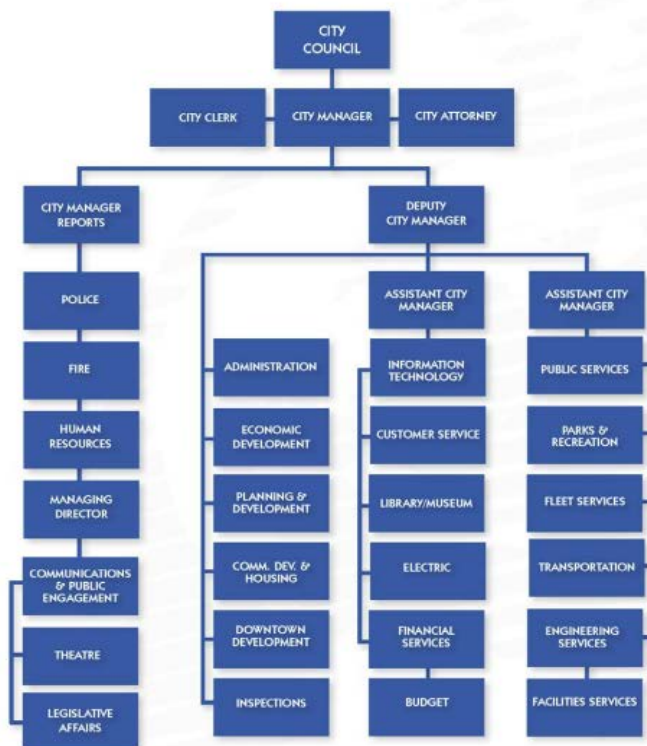 CITY
COUNCIL
CITY CLERK
CITY MANAGER
CITY ATTORNEY
CITY MANAGER
REPORTS
DEPUTY
CITY MANAGER
POLICE
ASSISTANT CITY
MANAGER
ASSISTANT CITY
MANAGER
FIRE
ADMINISTRATION
INFORMATION
TECHNOLOGY
PUBLIC SERVICES
HUMAN
RESOURCES
ECONOMIC
DEVELOPMENT
CUSTOMER SERVICE
PARKS &
RECREATION
MANAGING
DIRECTOR
PLANNING &
DEVELOPMENT
LIBRARY/MUSEUM
FLEET SERVICES
COMMUNICATIONS
& PUBLIC
ENGAGEMENT
COMM. DEV. &
HOUSING
ELECTRIC
TRANSPORTATION
THEATRE
DOWNTOWN
DEVELOPMENT
FINANCIAL
SERVICES
ENGINEERING
SERVICES
LEGISLATIVE
AFFAIRS
INSPECTIONS
BUDGET
FACILITIES SERVICES